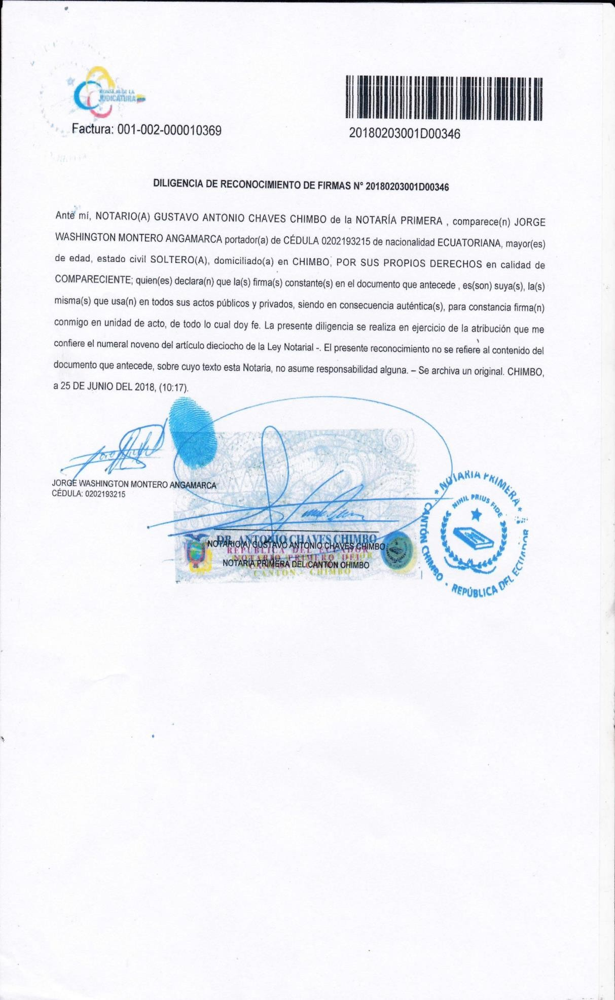 CONSEJO DE LA
JUDICATURA
Factura: 001-002-000010369
20180203001D00346
DILIGENCIA DE RECONOCIMIENTO DE FIRMAS N° 20180203001D00346
Ante mí, NOTARIO(A) GUSTAVO ANTONIO CHAVES CHIMBO de la NOTARÍA PRIMERA , comparece(n) JORGE
WASHINGTON MONTERO ANGAMARCA portador(a) de CÉDULA 0202193215 de nacionalidad ECUATORIANA, mayor(es)
de edad, estado civil SOLTERO(A), domiciliado(a) en CHIMBO, POR SUS PROPIOS DERECHOS en calidad de
COMPARECIENTE; quien(es) declara(n) que la(s) firma(s) constante(s) en el documento que antecede , es(son) suya(s), la(s)
misma(s) que usa(n) en todos sus actos públicos y privados, siendo en consecuencia auténtica(s), para constancia firma(n)
conmigo en unidad de acto, de todo lo cual doy fe. La presente diligencia se realiza en ejercicio de la atribución que me
confiere el numeral noveno del artículo dieciocho de la Ley Notarial -. El presente reconocimiento no se refiere al contenido del
documento que antecede, sobre cuyo texto esta Notaria, no asume responsabilidad alguna. – Se archiva un original. CHIMBO,
a 25 DE JUNIO DEL 2018, (10:17).
JORGE WASHINGTON MONTERO ANGAMARCA
CÉDULA: 0202193215
DR. ANTONIO CHAVES CHIMBO
NOTARIO(A) GUSTAVO ANTONIO CHAVES CHIMBO
REPÚBLICA DEL ECUADOR
NOTARIO PRIMERO DEL
NOTARÍA PRIMERA DEL CANTÓN CHIMBO
CANTON - CHIMBO
* NOTARIA PRIMERA *
NIHIL PRIUS FIDE
CANTÓN CHIMBO - REPÚBLICA DEL ECUADOR